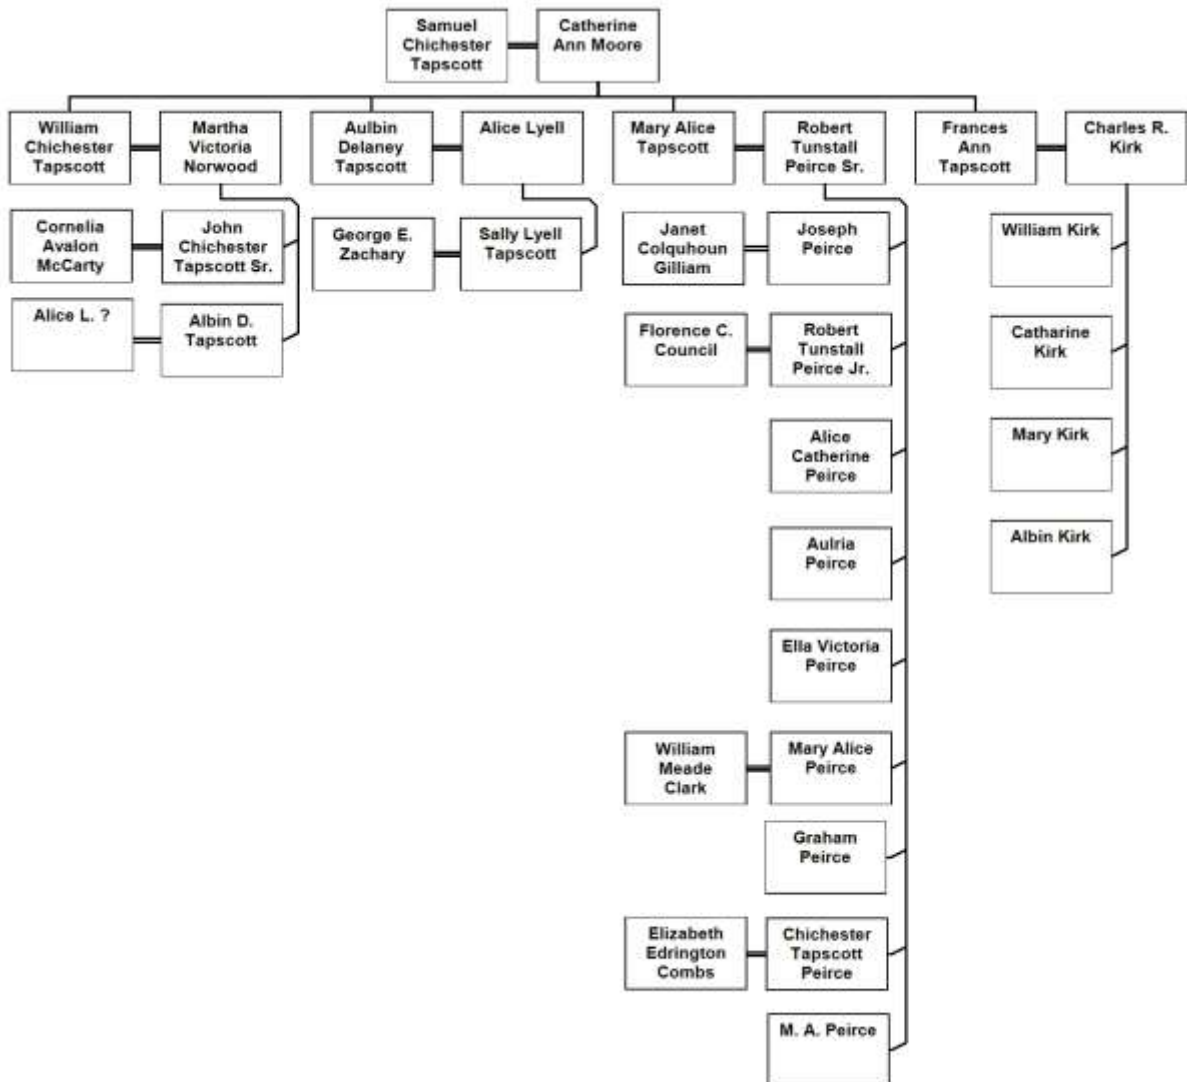 Samuel
Chichester
Tapscott
Catherine
Ann Moore
William
Chichester
Tapscott
Martha
Victoria
Norwood
Aulbin
Delaney
Tapscott
Alice Lyell
Mary Alice
Tapscott
Robert
Tunstall
Peirce Sr.
Frances
Ann
Tapscott
Charles R.
Kirk
Cornelia
Avalon
McCarty
John
Chichester
Tapscott Sr.
George E.
Zachary
Sally Lyell
Tapscott
Janet
Colquhoun
Gilliam
Joseph
Peirce
William Kirk
Alice L. ?
Albin D.
Tapscott
Florence C.
Council
Robert
Tunstall
Peirce Jr.
Catharine
Kirk
Alice
Catherine
Peirce
Mary Kirk
Aulria
Peirce
Albin Kirk
Ella Victoria
Peirce
William
Meade
Clark
Mary Alice
Peirce
Graham
Peirce
Elizabeth
Edrington
Combs
Chichester
Tapscott
Peirce
M. A. Peirce